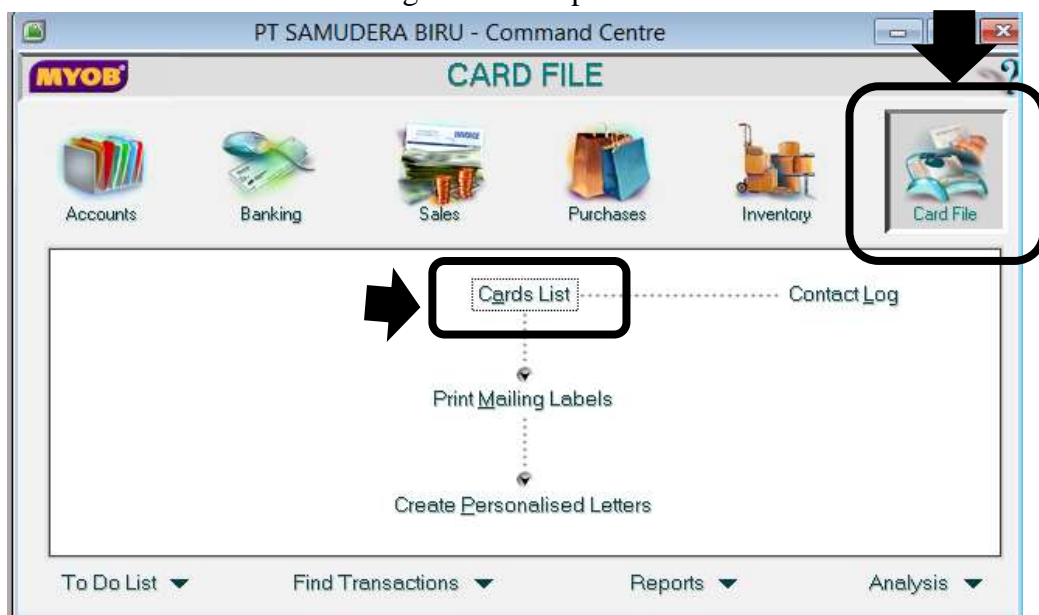 PT SAMUDERA BIRU - Command Centre
MYOB
CARD FILE
?
INVOICE
Accounts
Banking
Sales
Purchases
Inventory
Card File
Cards List
Contact Log
Print Mailing Labels
Create Personalised Letters
To Do List
Find Transactions
Reports
Analysis